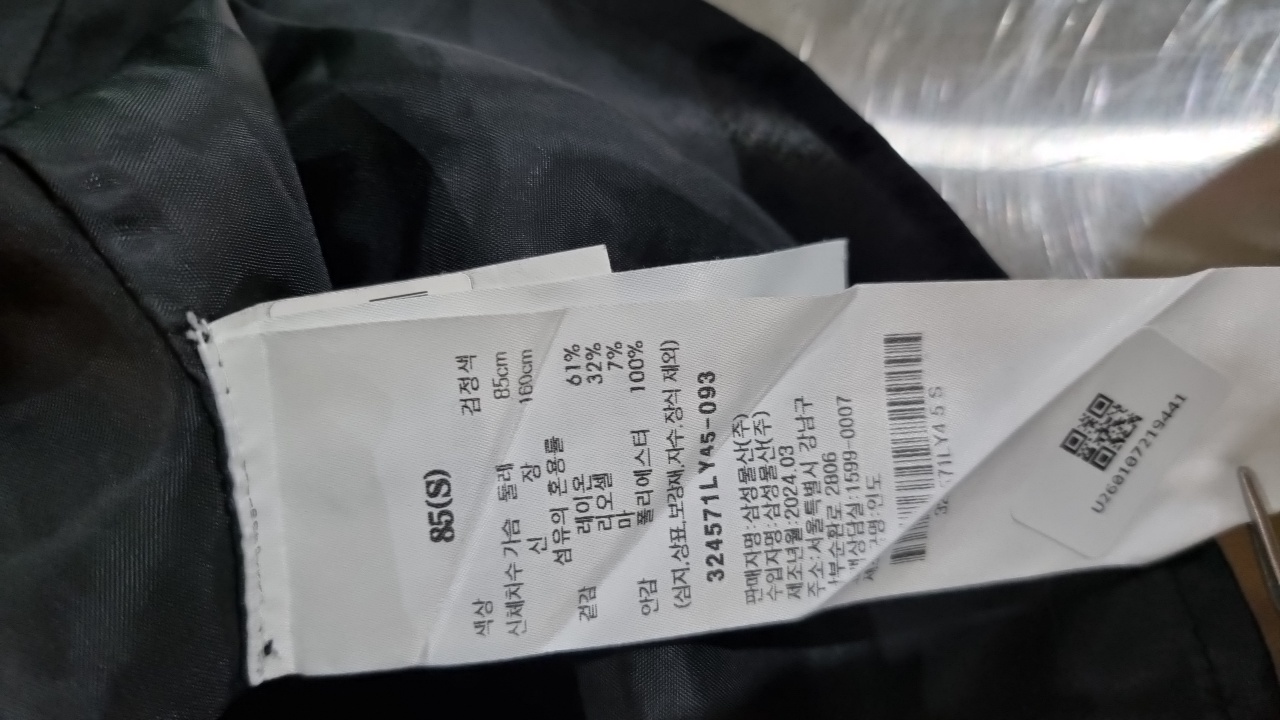 85(S)
색상 검정색
신체치수 가슴 둘레 85cm
신 장 160cm
섬유의 혼용률
겉감 레이온 61%
리오셀 32%
마 7%
안감 폴리에스터 100%
(심지,상표,보강재,자수,장식 제외)
324571LY45-093
판매자명:삼성물산(주)
수입자명:삼성물산(주)
제조년월:2024.03
주소:서울특별시 강남구
부순환로 2806
상담실:1599-0007
명:인도
71LY45S
U2601107219441